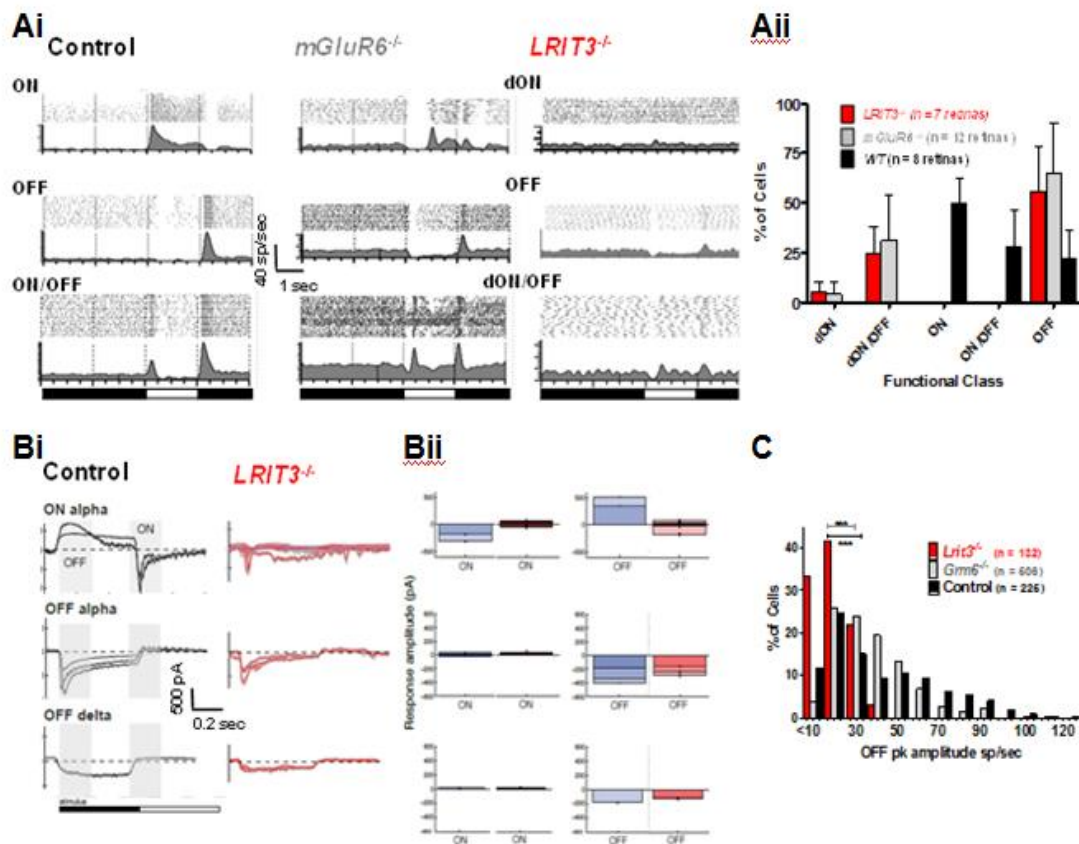 Ai
Control
mGluR6-/-
LRIT3-/-
ON
dON
OFF
OFF
ON/OFF
dON/OFF
40 sp/sec
1 sec
Aii
% of Cells
100
75
50
25
0
LRIT3-/- (n = 7 retinas)
mGluR6-/- (n = 12 retinas)
WT (n = 8 retinas)
dON
dON/OFF
ON
ON/OFF
OFF
Functional Class
Bi
Control
LRIT3-/-
ON alpha
ON
OFF
OFF alpha
500 pA
0.2 sec
OFF delta
stimulus
Bii
Response amplitude (pA)
ON
ON
OFF
OFF
ON
ON
OFF
OFF
ON
ON
OFF
OFF
C
% of Cells
40
30
20
10
0
***
***
Lrit3-/- (n = 132)
Grm6-/- (n = 606)
Control (n = 225)
<10
30
50
70
90
100
120
OFF pk amplitude sp/sec